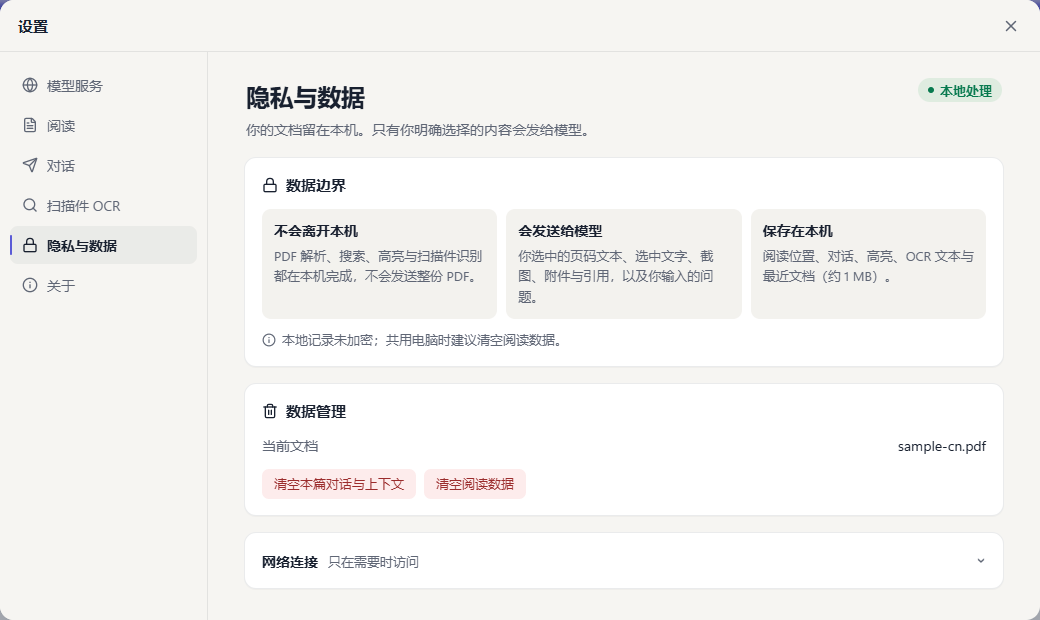 设置
模型服务
阅读
对话
扫描件 OCR
隐私与数据
关于
隐私与数据
本地处理
你的文档留在本机。只有你明确选择的内容会发给模型。
数据边界
不会离开本机
PDF 解析、搜索、高亮与扫描件识别
都在本机完成，不会发送整份 PDF。
会发送给模型
你选中的页码文本、选中文字、截
图、附件与引用，以及你输入的问
题。
保存在本机
阅读位置、对话、高亮、OCR 文本与
最近文档（约 1 MB）。
本地记录未加密；共用电脑时建议清空阅读数据。
数据管理
当前文档
sample-cn.pdf
清空本篇对话与上下文
清空阅读数据
网络连接 只在需要时访问